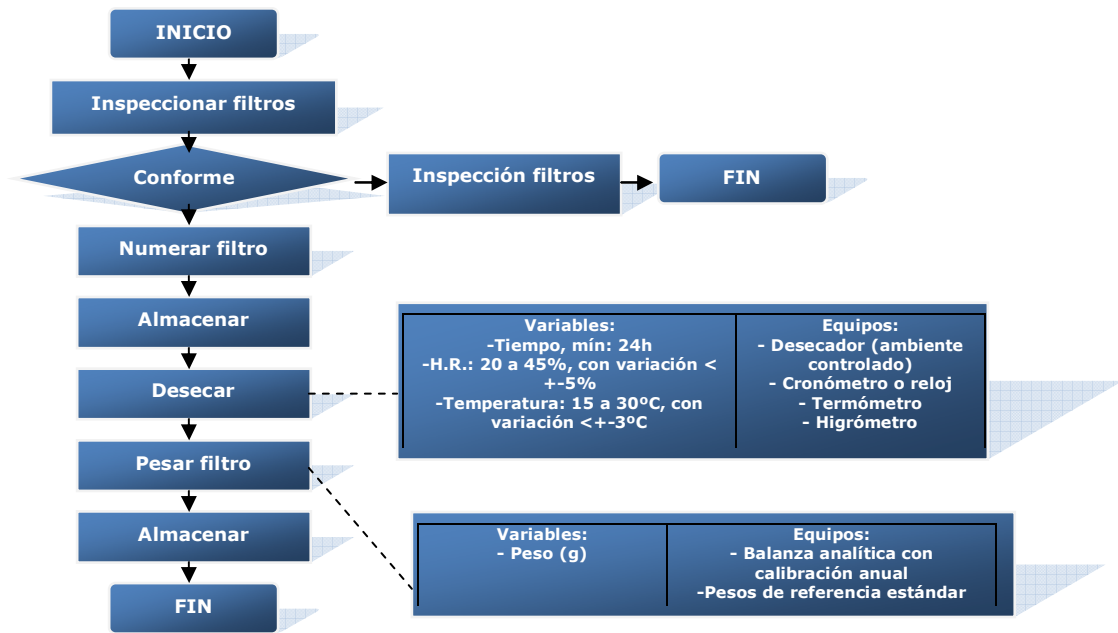 INICIO
Inspeccionar filtros
Conforme
Inspección filtros
FIN
Numerar filtro
Almacenar
Desecar
Variables:
-Tiempo, mín: 24h
-H.R.: 20 a 45%, con variación <
+-5%
-Temperatura: 15 a 30ºC, con
variación <+-3ºC
Equipos:
- Desecador (ambiente
controlado)
- Cronómetro o reloj
- Termómetro
- Higrómetro
Pesar filtro
Almacenar
Variables:
- Peso (g)
Equipos:
- Balanza analítica con
calibración anual
-Pesos de referencia estándar
FIN